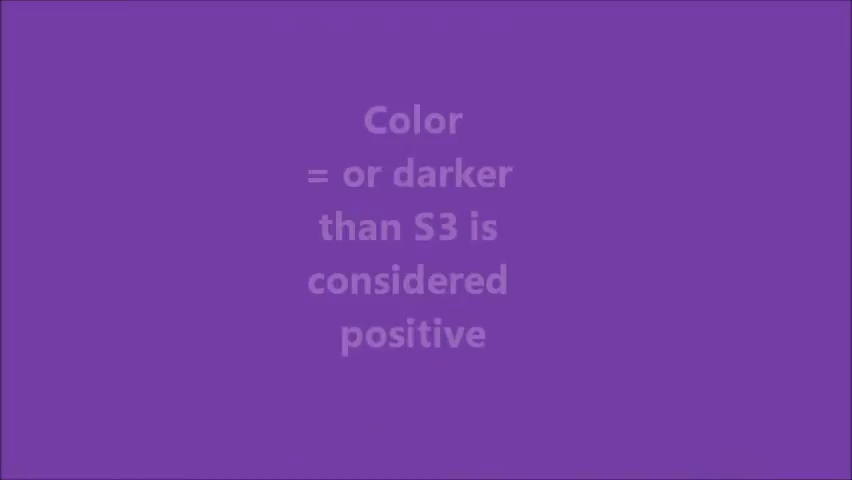 Color
= or darker
than S3 is
considered
positive